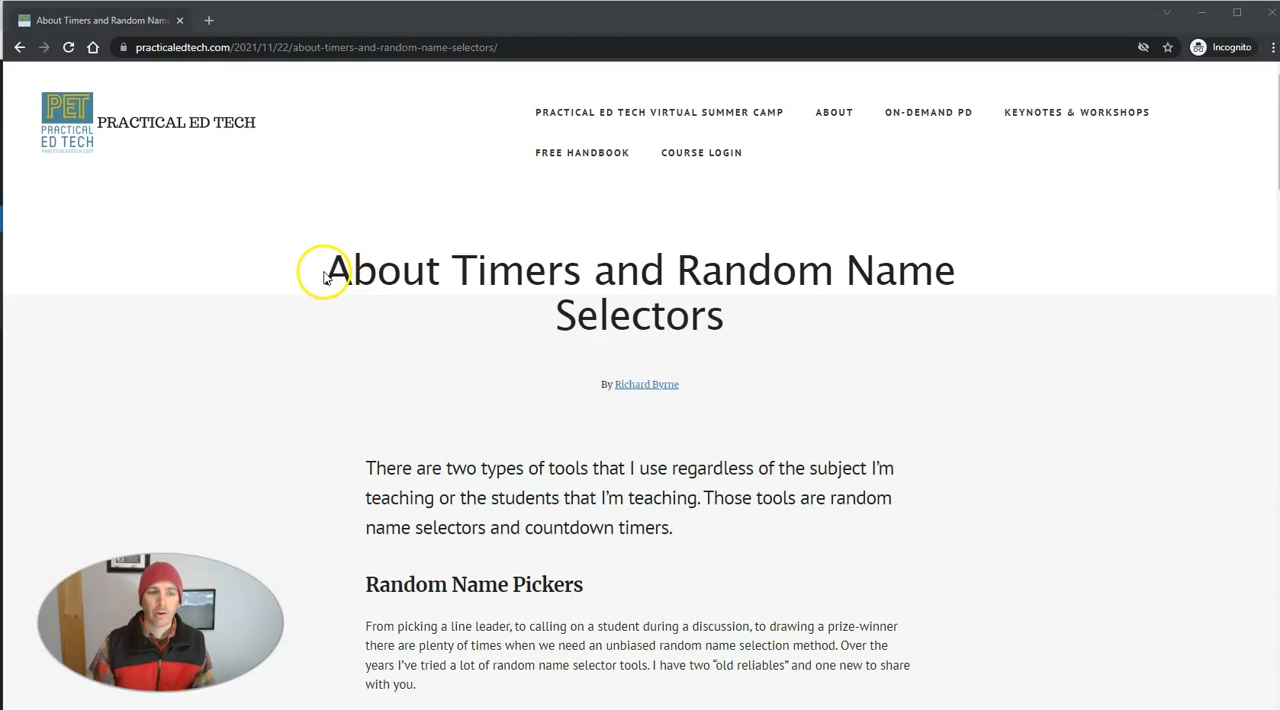 About Timers and Random Name
practicaledtech.com/2021/11/22/about-timers-and-random-name-selectors/
Incognito
PET
PRACTICAL
ED TECH
PRACTICALEDTECH.COM
PRACTICAL ED TECH
PRACTICAL ED TECH VIRTUAL SUMMER CAMP
ABOUT
ON-DEMAND PD
KEYNOTES & WORKSHOPS
FREE HANDBOOK
COURSE LOGIN
About Timers and Random Name
Selectors
By Richard Byrne
There are two types of tools that I use regardless of the subject I’m
teaching or the students that I’m teaching. Those tools are random
name selectors and countdown timers.
Random Name Pickers
From picking a line leader, to calling on a student during a discussion, to drawing a prize-winner
there are plenty of times when we need an unbiased random name selection method. Over the
years I’ve tried a lot of random name selector tools. I have two “old reliables” and one new to share
with you.